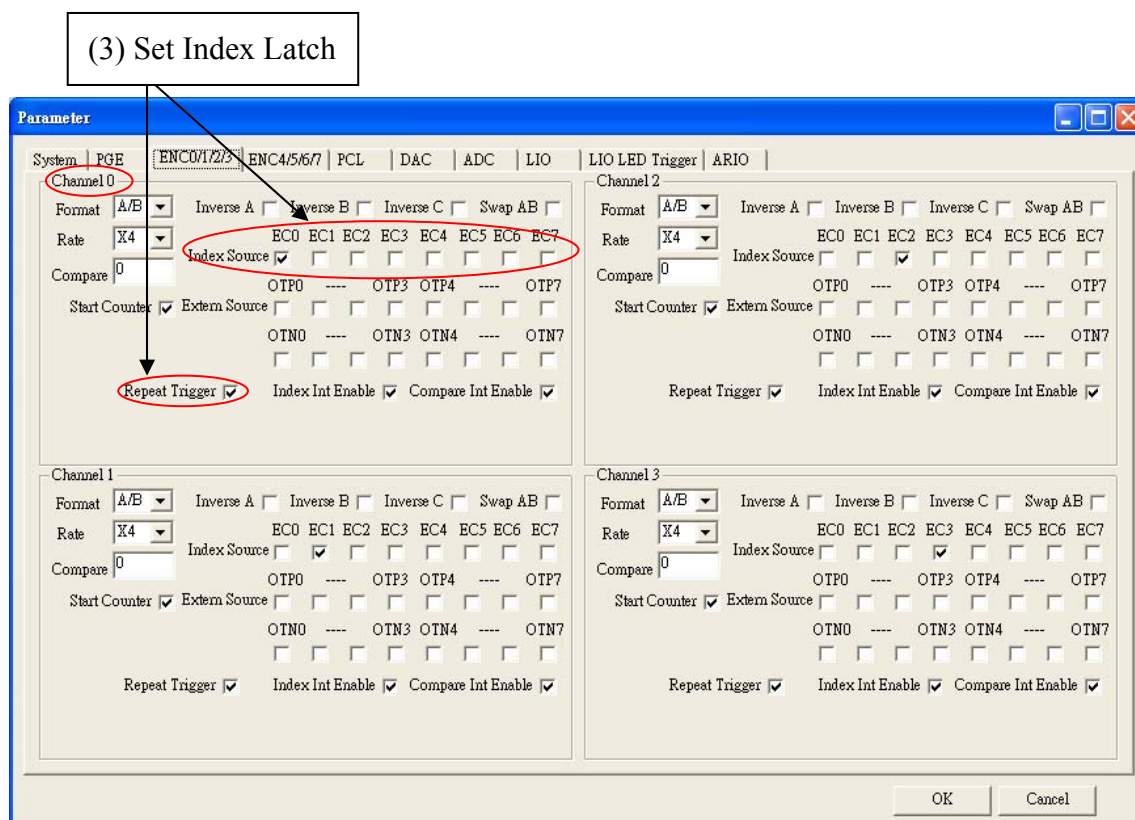 (3) Set Index Latch
Parameter
System PGE ENC0/1/2/3 ENC4/5/6/7 PCL DAC ADC LIO LIO LED Trigger ARIO
Channel 0
Format A/B Inverse A Inverse B Inverse C Swap AB
Rate X4 EC0 EC1 EC2 EC3 EC4 EC5 EC6 EC7
Index Source
Compare 0
OTP0 ---- OTP3 OTP4 ---- OTP7
Start Counter Extern Source
OTN0 ---- OTN3 OTN4 ---- OTN7
Repeat Trigger Index Int Enable Compare Int Enable
Channel 2
Format A/B Inverse A Inverse B Inverse C Swap AB
Rate X4 EC0 EC1 EC2 EC3 EC4 EC5 EC6 EC7
Index Source
Compare 0
OTP0 ---- OTP3 OTP4 ---- OTP7
Start Counter Extern Source
OTN0 ---- OTN3 OTN4 ---- OTN7
Repeat Trigger Index Int Enable Compare Int Enable
Channel 1
Format A/B Inverse A Inverse B Inverse C Swap AB
Rate X4 EC0 EC1 EC2 EC3 EC4 EC5 EC6 EC7
Index Source
Compare 0
OTP0 ---- OTP3 OTP4 ---- OTP7
Start Counter Extern Source
OTN0 ---- OTN3 OTN4 ---- OTN7
Repeat Trigger Index Int Enable Compare Int Enable
Channel 3
Format A/B Inverse A Inverse B Inverse C Swap AB
Rate X4 EC0 EC1 EC2 EC3 EC4 EC5 EC6 EC7
Index Source
Compare 0
OTP0 ---- OTP3 OTP4 ---- OTP7
Start Counter Extern Source
OTN0 ---- OTN3 OTN4 ---- OTN7
Repeat Trigger Index Int Enable Compare Int Enable
OK Cancel